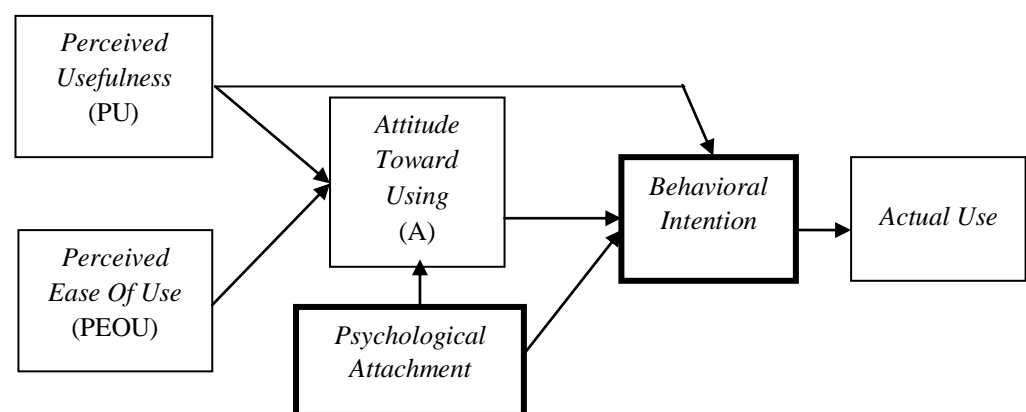 Perceived
Usefulness
(PU)
Perceived
Ease Of Use
(PEOU)
Attitude
Toward
Using
(A)
Psychological
Attachment
Behavioral
Intention
Actual Use